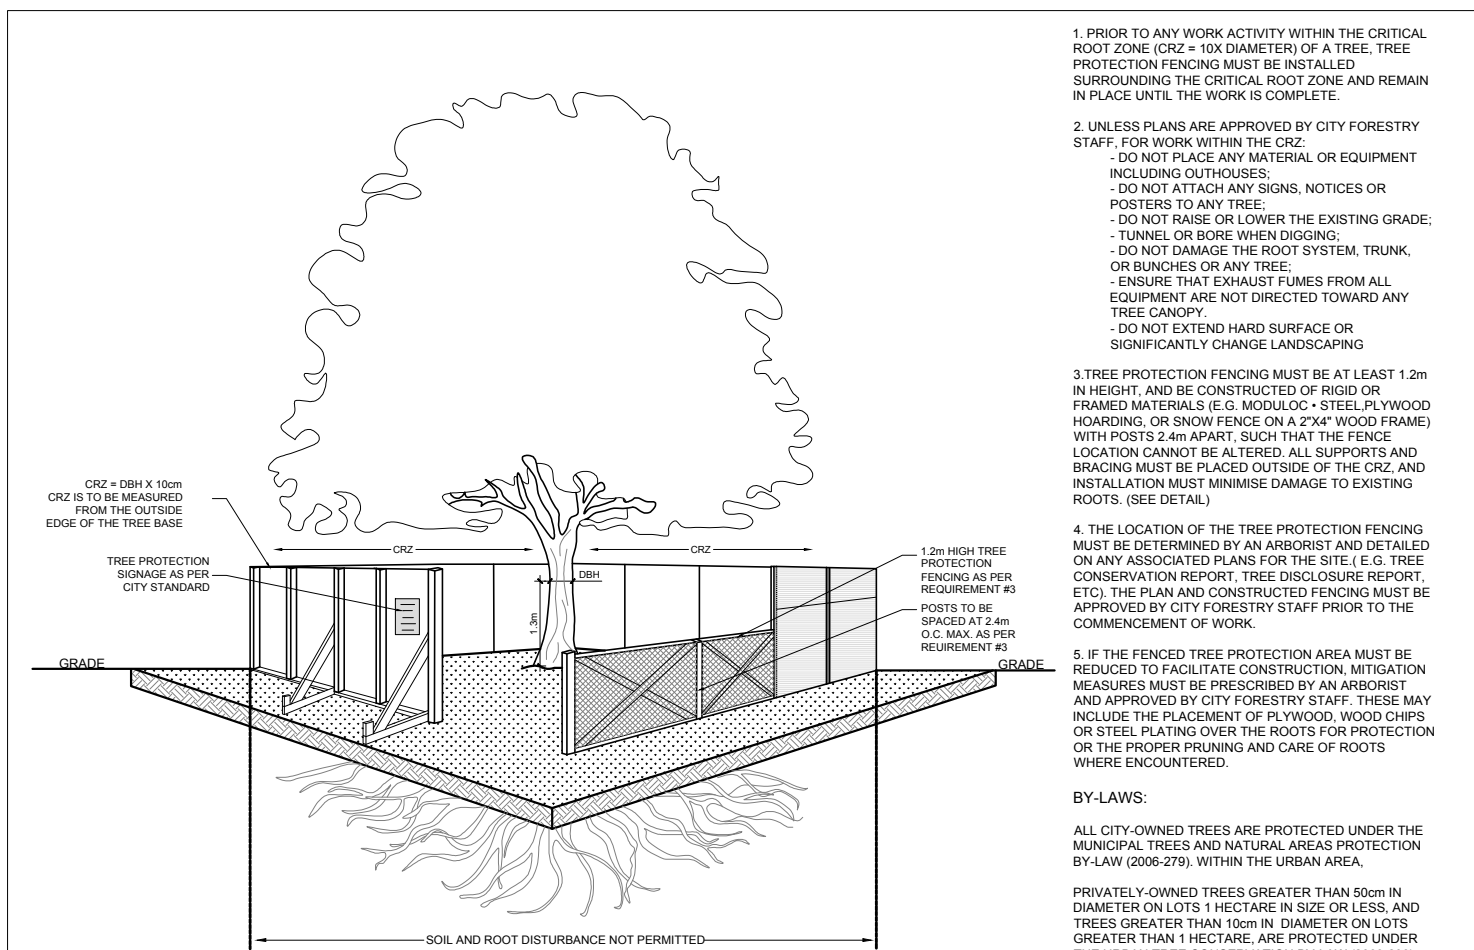 1. PRIOR TO ANY WORK ACTIVITY WITHIN THE CRITICAL
ROOT ZONE (CRZ = 10X DIAMETER) OF A TREE, TREE
PROTECTION FENCING MUST BE INSTALLED
SURROUNDING THE CRITICAL ROOT ZONE AND REMAIN
IN PLACE UNTIL THE WORK IS COMPLETE.
2. UNLESS PLANS ARE APPROVED BY CITY FORESTRY
STAFF, FOR WORK WITHIN THE CRZ:
- DO NOT PLACE ANY MATERIAL OR EQUIPMENT
INCLUDING OUTHOUSES;
- DO NOT ATTACH ANY SIGNS, NOTICES OR
POSTERS TO ANY TREE;
- DO NOT RAISE OR LOWER THE EXISTING GRADE;
- TUNNEL OR BORE WHEN DIGGING;
- DO NOT DAMAGE THE ROOT SYSTEM, TRUNK,
OR BUNCHES OR ANY TREE;
- ENSURE THAT EXHAUST FUMES FROM ALL
EQUIPMENT ARE NOT DIRECTED TOWARD ANY
TREE CANOPY.
- DO NOT EXTEND HARD SURFACE OR
SIGNIFICANTLY CHANGE LANDSCAPING
3.TREE PROTECTION FENCING MUST BE AT LEAST 1.2m
IN HEIGHT, AND BE CONSTRUCTED OF RIGID OR
FRAMED MATERIALS (E.G. MODULOC • STEEL,PLYWOOD
HOARDING, OR SNOW FENCE ON A 2"X4" WOOD FRAME)
WITH POSTS 2.4m APART, SUCH THAT THE FENCE
LOCATION CANNOT BE ALTERED. ALL SUPPORTS AND
BRACING MUST BE PLACED OUTSIDE OF THE CRZ, AND
INSTALLATION MUST MINIMISE DAMAGE TO EXISTING
ROOTS. (SEE DETAIL)
4. THE LOCATION OF THE TREE PROTECTION FENCING
MUST BE DETERMINED BY AN ARBORIST AND DETAILED
ON ANY ASSOCIATED PLANS FOR THE SITE.( E.G. TREE
CONSERVATION REPORT, TREE DISCLOSURE REPORT,
ETC). THE PLAN AND CONSTRUCTED FENCING MUST BE
APPROVED BY CITY FORESTRY STAFF PRIOR TO THE
COMMENCEMENT OF WORK.
5. IF THE FENCED TREE PROTECTION AREA MUST BE
REDUCED TO FACILITATE CONSTRUCTION, MITIGATION
MEASURES MUST BE PRESCRIBED BY AN ARBORIST
AND APPROVED BY CITY FORESTRY STAFF. THESE MAY
INCLUDE THE PLACEMENT OF PLYWOOD, WOOD CHIPS
OR STEEL PLATING OVER THE ROOTS FOR PROTECTION
OR THE PROPER PRUNING AND CARE OF ROOTS
WHERE ENCOUNTERED.
BY-LAWS:
ALL CITY-OWNED TREES ARE PROTECTED UNDER THE
MUNICIPAL TREES AND NATURAL AREAS PROTECTION
BY-LAW (2006-279). WITHIN THE URBAN AREA,
PRIVATELY-OWNED TREES GREATER THAN 50cm IN
DIAMETER ON LOTS 1 HECTARE IN SIZE OR LESS, AND
TREES GREATER THAN 10cm IN DIAMETER ON LOTS
GREATER THAN 1 HECTARE, ARE PROTECTED UNDER
CRZ = DBH X 10cm
CRZ IS TO BE MEASURED
FROM THE OUTSIDE
EDGE OF THE TREE BASE
TREE PROTECTION
SIGNAGE AS PER
CITY STANDARD
CRZ
CRZ
DBH
1.3m
1.2m HIGH TREE
PROTECTION
FENCING AS PER
REQUIREMENT #3
POSTS TO BE
SPACED AT 2.4m
O.C. MAX. AS PER
REUIREMENT #3
GRADE
GRADE
SOIL AND ROOT DISTURBANCE NOT PERMITTED